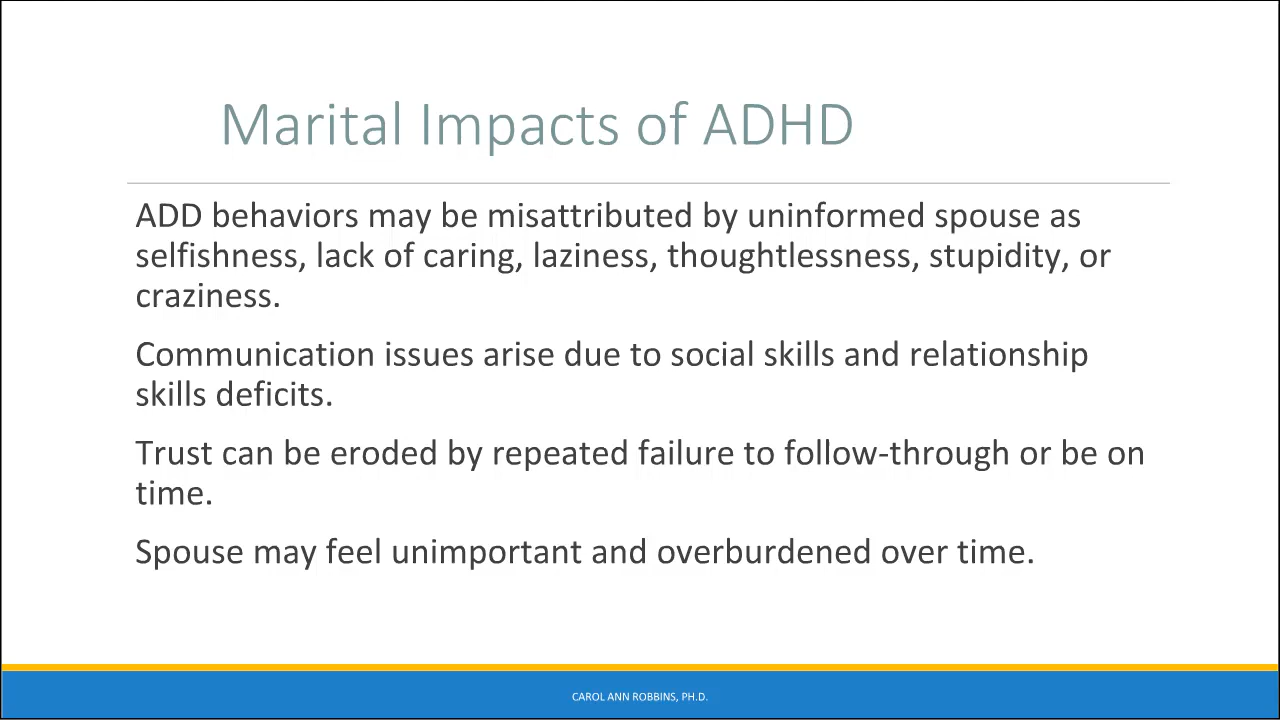 Marital Impacts of ADHD
ADD behaviors may be misattributed by uninformed spouse as
selfishness, lack of caring, laziness, thoughtlessness, stupidity, or
craziness.
Communication issues arise due to social skills and relationship
skills deficits.
Trust can be eroded by repeated failure to follow-through or be on
time.
Spouse may feel unimportant and overburdened over time.
CAROL ANN ROBBINS, PH.D.